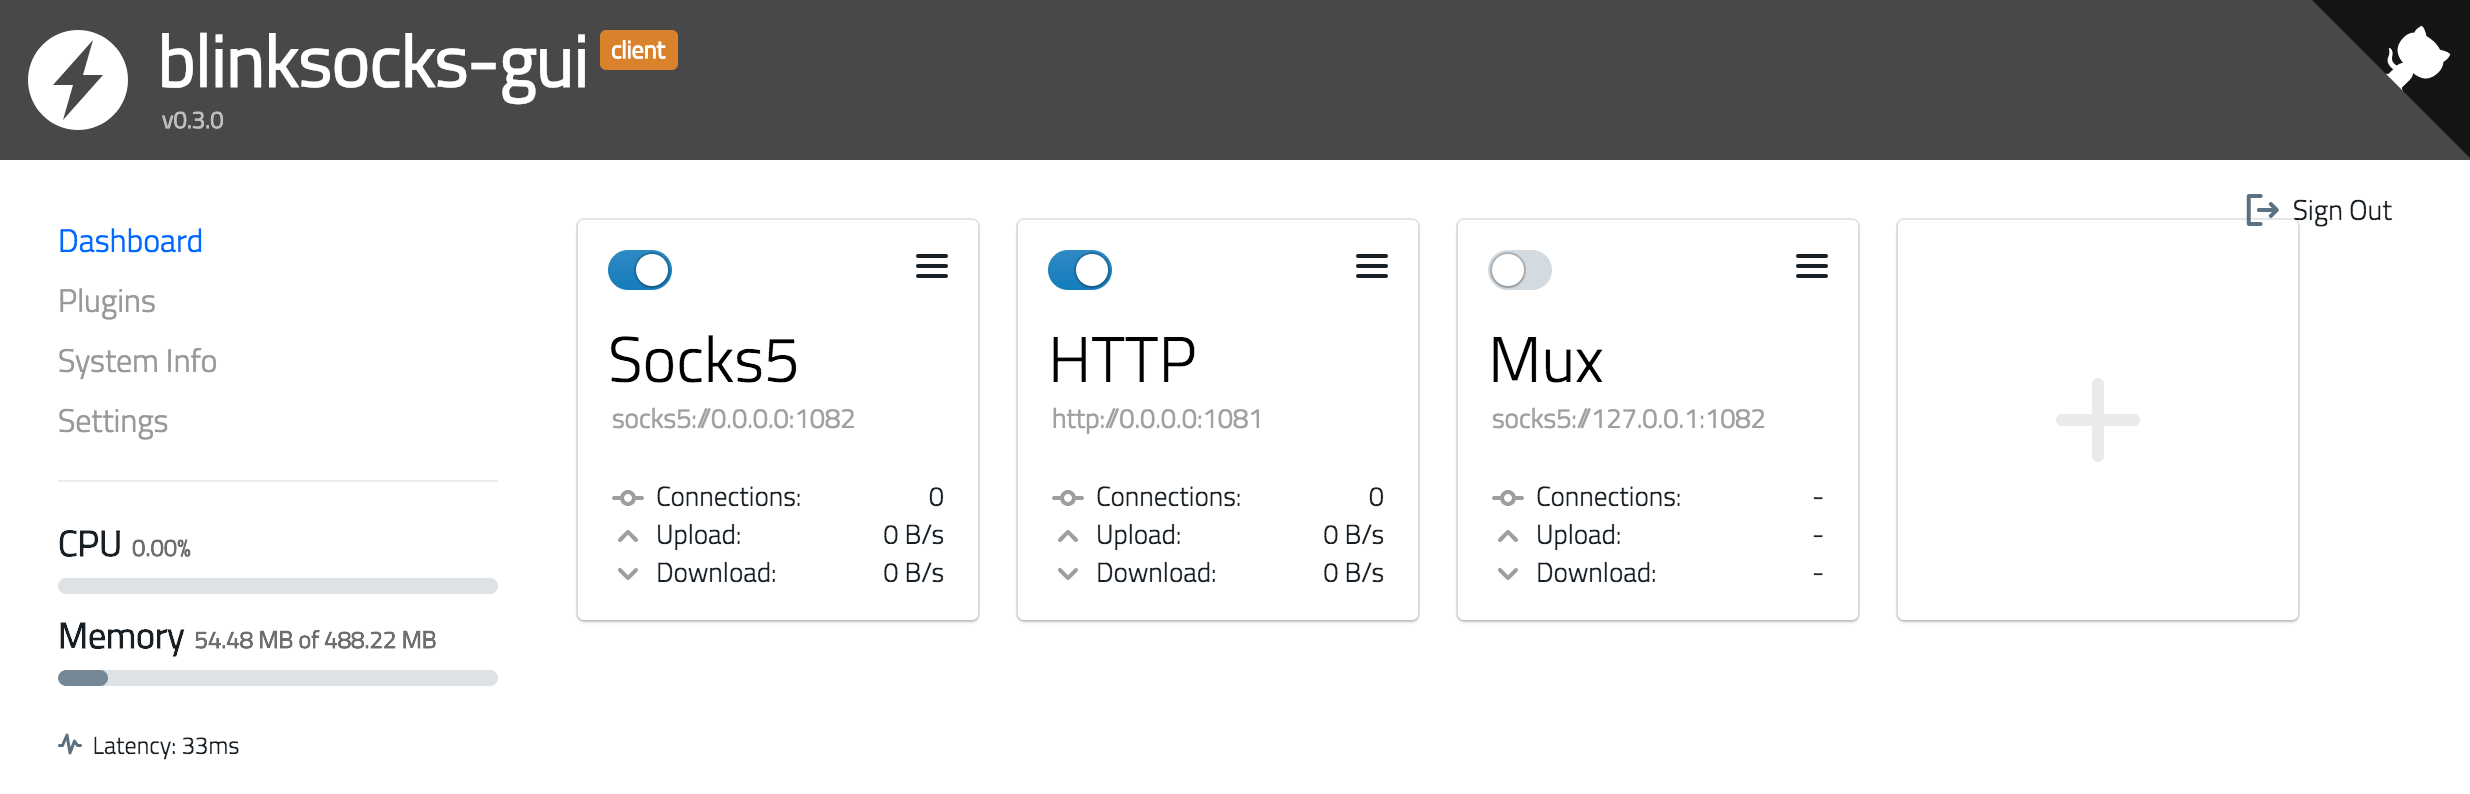 blinksocks-gui client
v0.3.0
Sign Out
Dashboard
Plugins
System Info
Settings
CPU 0.00%
Memory 54.48 MB of 488.22 MB
Latency: 33ms
Socks5
socks5://0.0.0.0:1082
Connections: 0
Upload: 0 B/s
Download: 0 B/s
HTTP
http://0.0.0.0:1081
Connections: 0
Upload: 0 B/s
Download: 0 B/s
Mux
socks5://127.0.0.1:1082
Connections: -
Upload: -
Download: -